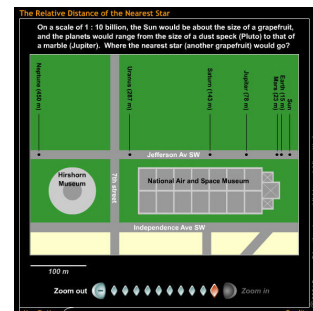 The Relative Distance of the Nearest Star
On a scale of 1 : 10 billion, the Sun would be about the size of a grapefruit,
and the planets would range from the size of a dust speck (Pluto) to that of
a marble (Jupiter). Where the nearest star (another grapefruit) would go?
Neptune (450 m)
Uranus (287 m)
Saturn (143 m)
Jupiter (78 m)
Mars (23 m)
Earth (15 m)
Sun
Jefferson Av SW
Hirshorn
Museum
7th street
National Air and Space Museum
Independence Ave SW
100 m
Zoom out
Zoom in